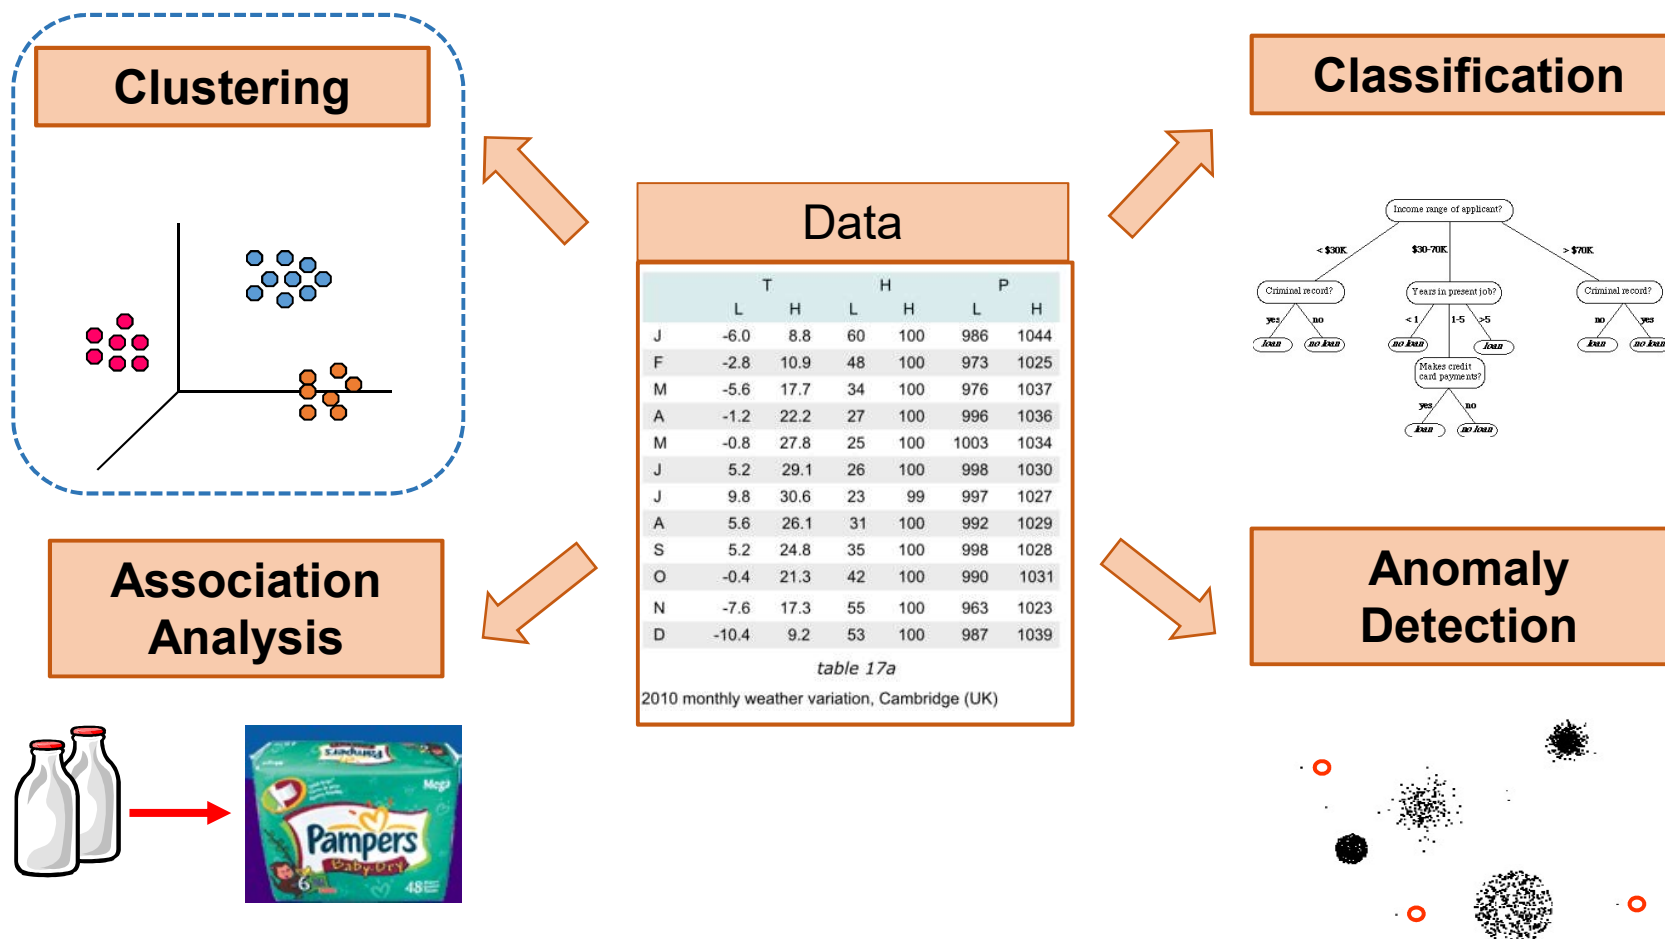 Clustering
Classification
Data
T H P
L H L H L H
J -6.0 8.8 60 100 986 1044
F -2.8 10.9 48 100 973 1025
M -5.6 17.7 34 100 976 1037
A -1.2 22.2 27 100 996 1036
M -0.8 27.8 25 100 1003 1034
J 5.2 29.1 26 100 998 1030
J 9.8 30.6 23 99 997 1027
A 5.6 26.1 31 100 992 1029
S 5.2 24.8 35 100 998 1028
O -0.4 21.3 42 100 990 1031
N -7.6 17.3 55 100 963 1023
D -10.4 9.2 53 100 987 1039
table 17a
2010 monthly weather variation, Cambridge (UK)
Income range of applicant?
< $30K $30-70K > $70K
Criminal record? Years in present job? Criminal record?
yes no < 1 1-5 >5 no yes
loan no loan no loan loan loan no loan
Makes credit
card payments?
yes no
loan no loan
Association
Analysis
Anomaly
Detection
Pampers
Mega
Pampers
Baby-Dry
6
48